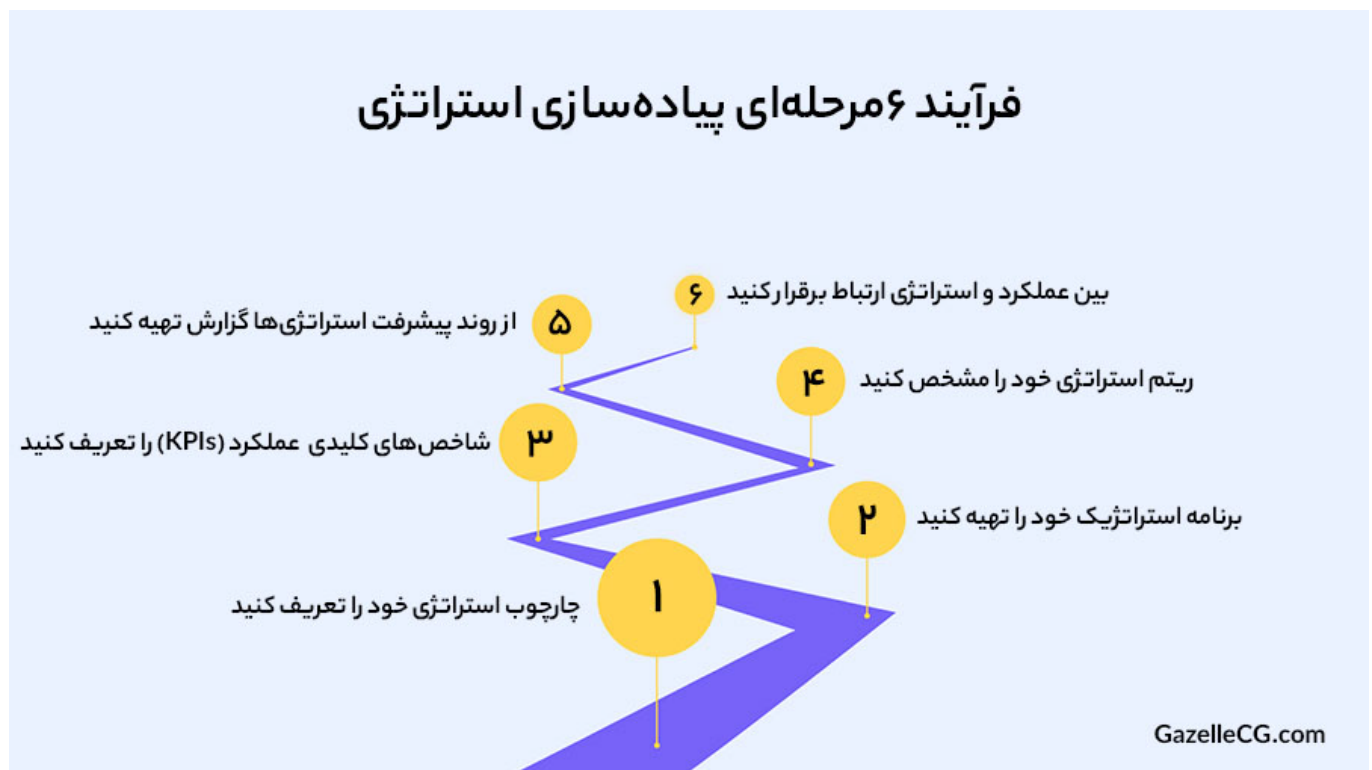 فرآیند ۶مرحله‌ای پیاده‌سازی استراتژی
۶
بین عملکرد و استراتژی ارتباط برقرار کنید
۵
از روند پیشرفت استراتژی‌ها گزارش تهیه کنید
۴
ریتم استراتژی خود را مشخص کنید
۳
شاخص‌های کلیدی عملکرد (KPIs) را تعریف کنید
۲
برنامه استراتژیک خود را تهیه کنید
۱
چارچوب استراتژی خود را تعریف کنید
GazelleCG.com